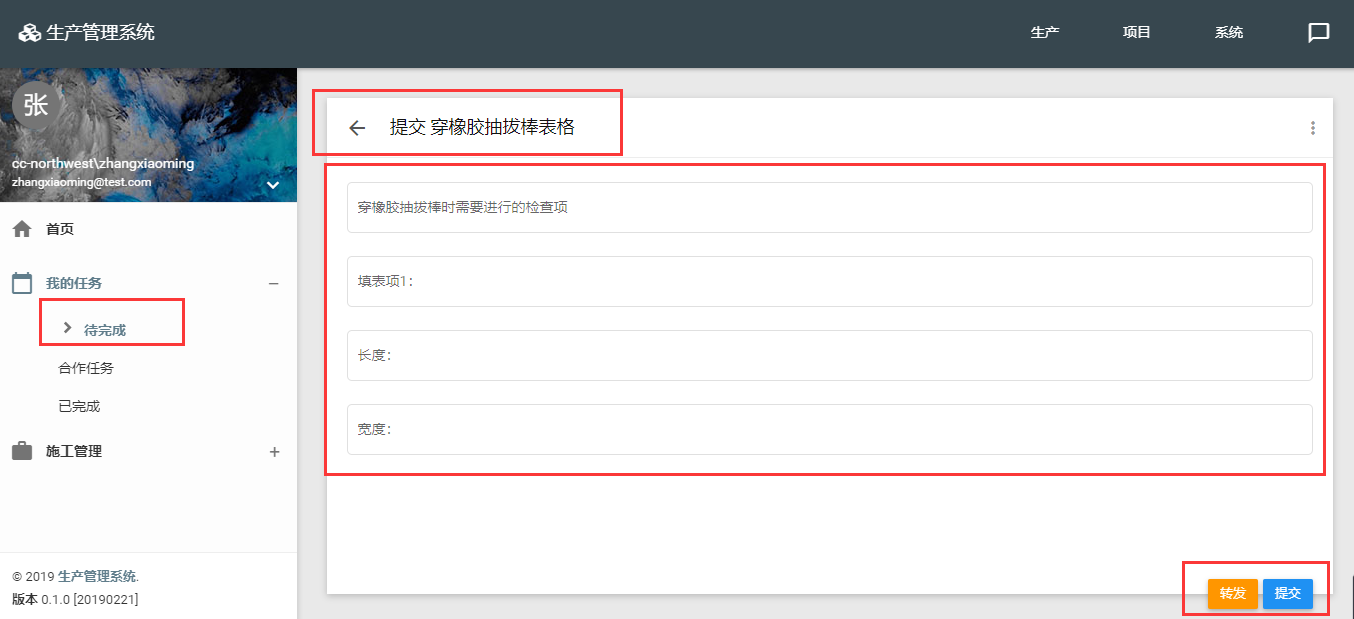 生产管理系统
生产
项目
系统
张
cc-northwest\zhangxiaoming
zhangxiaoming@test.com
首页
我的任务
待完成
合作任务
已完成
施工管理
© 2019 生产管理系统.
版本 0.1.0 [20190221]
提交 穿橡胶抽拔棒表格
穿橡胶抽拔棒时需要进行的检查项
填表项1:
长度:
宽度:
转发
提交